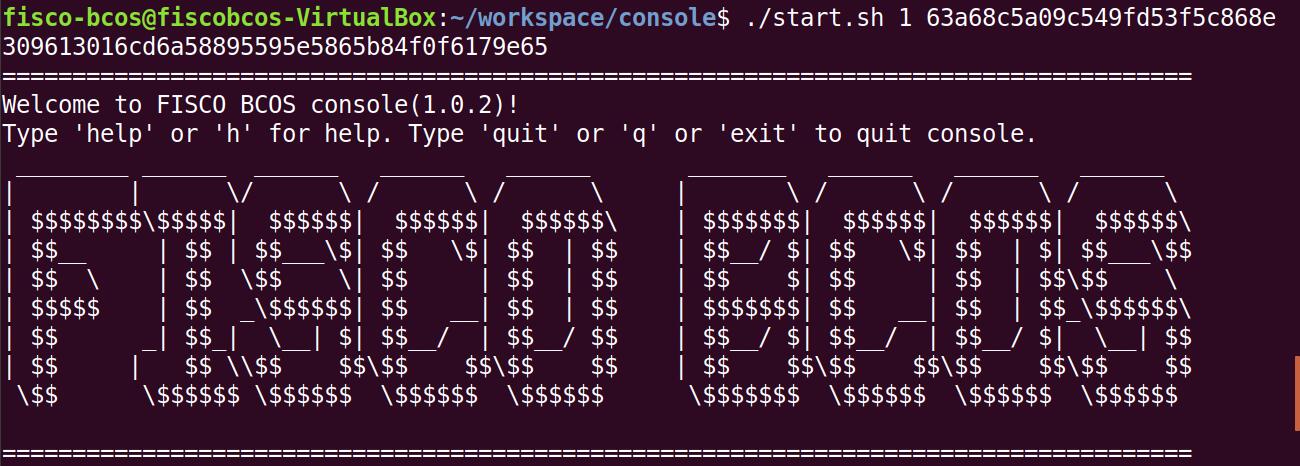 fisco-bcos@fiscobcos-VirtualBox:~/workspace/console$ ./start.sh 1 63a68c5a09c549fd53f5c868e
309613016cd6a58895595e5865b84f0f6179e65
=====================================================================================
Welcome to FISCO BCOS console(1.0.2)!
Type 'help' or 'h' for help. Type 'quit' or 'q' or 'exit' to quit console.
 ________ ______  ______   ______   ______       _______   ______   ______   ______
|        |      \/      \ /      \ /      \     |       \ /      \ /      \ /      \
| $$$$$$$$\$$$$$|  $$$$$$|  $$$$$$|  $$$$$$\    | $$$$$$$|  $$$$$$|  $$$$$$|  $$$$$$\
| $$__     | $$ | $$___\$| $$   \$| $$  | $$    | $$__/ $| $$   \$| $$  | $| $$___\$$
| $$  \    | $$  \$$    \| $$     | $$  | $$    | $$    $| $$     | $$  | $$\$$    \
| $$$$$    | $$  _\$$$$$$| $$   __| $$  | $$    | $$$$$$$| $$   __| $$  | $$_\$$$$$$\
| $$      _| $$_|  \__| $| $$__/  | $$__/ $$    | $$__/ $| $$__/  | $$__/ $|  \__| $$
| $$     |   $$ \\$$    $$\$$    $$\$$    $$    | $$    $$\$$    $$\$$    $$\$$    $$
 \$$      \$$$$$$ \$$$$$$  \$$$$$$  \$$$$$$      \$$$$$$$  \$$$$$$  \$$$$$$  \$$$$$$
=====================================================================================